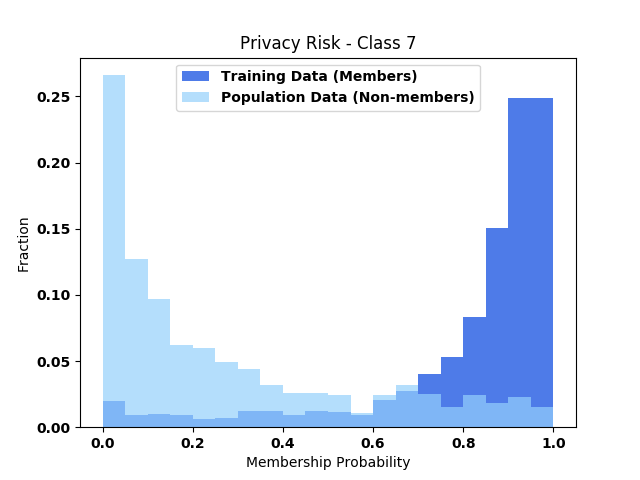 Privacy Risk - Class 7
Training Data (Members)
Population Data (Non-members)
Fraction
0.25
0.20
0.15
0.10
0.05
0.00
0.0 0.2 0.4 0.6 0.8 1.0
Membership Probability